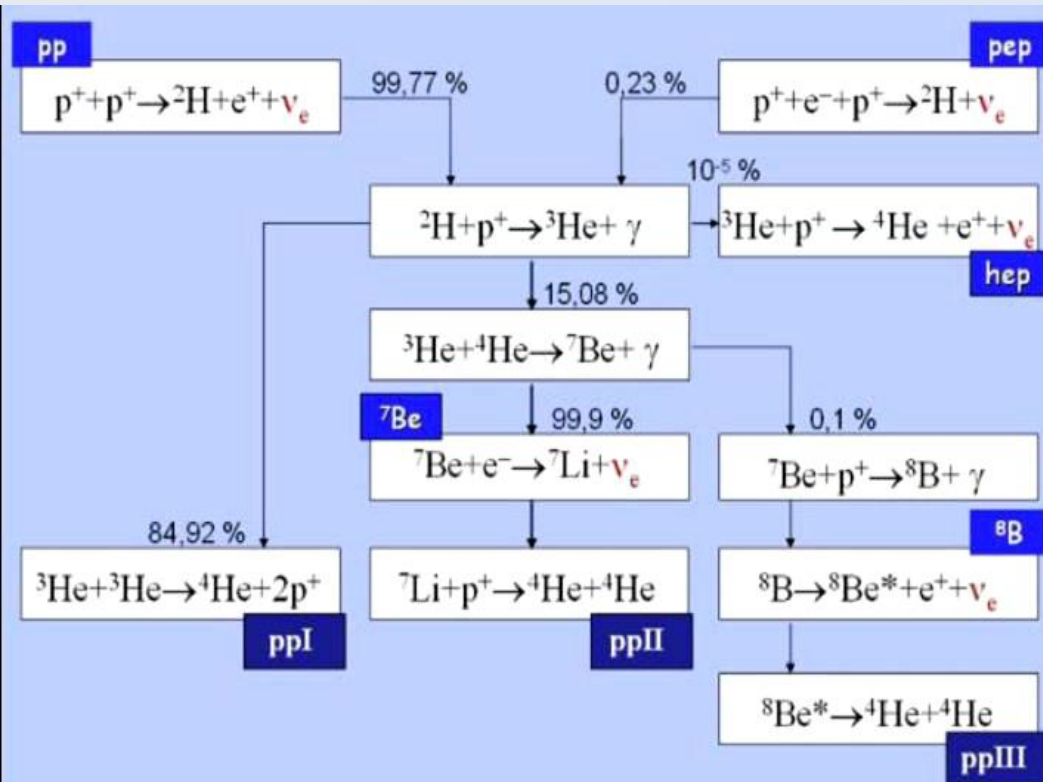 pp
p⁺+p⁺→²H+e⁺+νₑ
99,77 %
0,23 %
pep
p⁺+e⁻+p⁺→²H+νₑ
²H+p⁺→³He+ γ
10⁻⁵ %
³He+p⁺→ ⁴He +e⁺+νₑ
hep
15,08 %
³He+⁴He→⁷Be+ γ
⁷Be
99,9 %
⁷Be+e⁻→⁷Li+νₑ
0,1 %
⁷Be+p⁺→⁸B+ γ
84,92 %
³He+³He→⁴He+2p⁺
ppI
⁷Li+p⁺→⁴He+⁴He
ppII
⁸B
⁸B→⁸Be*+e⁺+νₑ
⁸Be*→⁴He+⁴He
ppIII